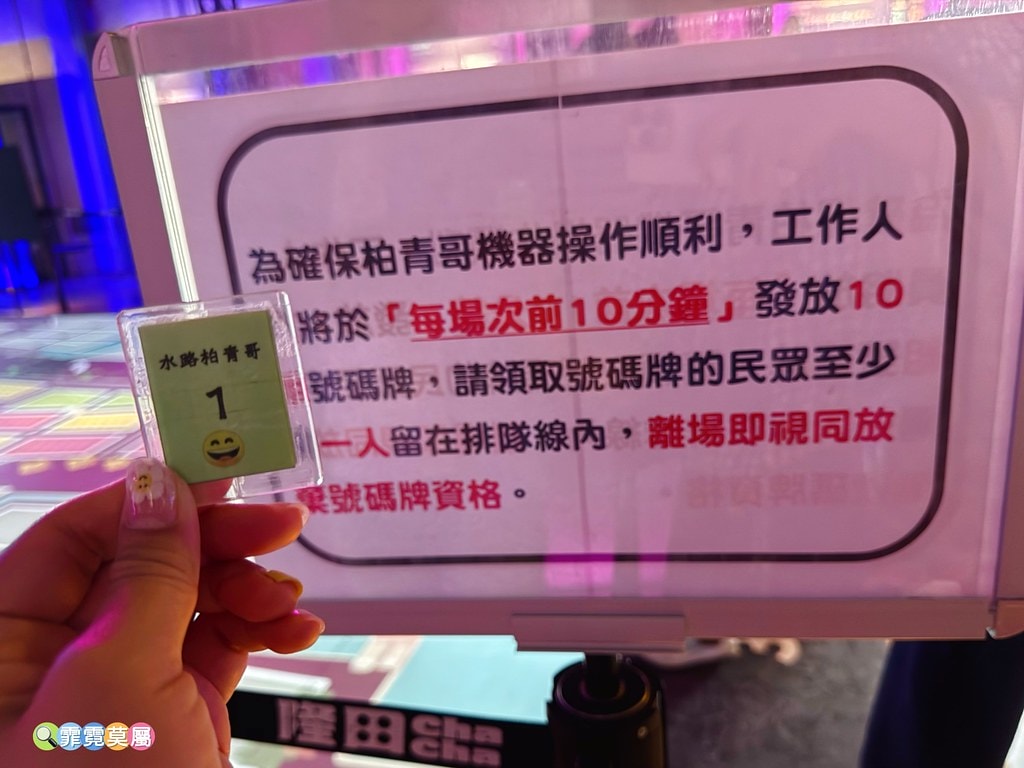 為確保柏青哥機器操作順利，工作人
將於「每場次前10分鐘」發放10
號碼牌，請領取號碼牌的民眾至少
一人留在排隊線內，離場即視同放
棄號碼牌資格。
水路柏青哥
1
隆田 cha
cha
霏霓莫屬